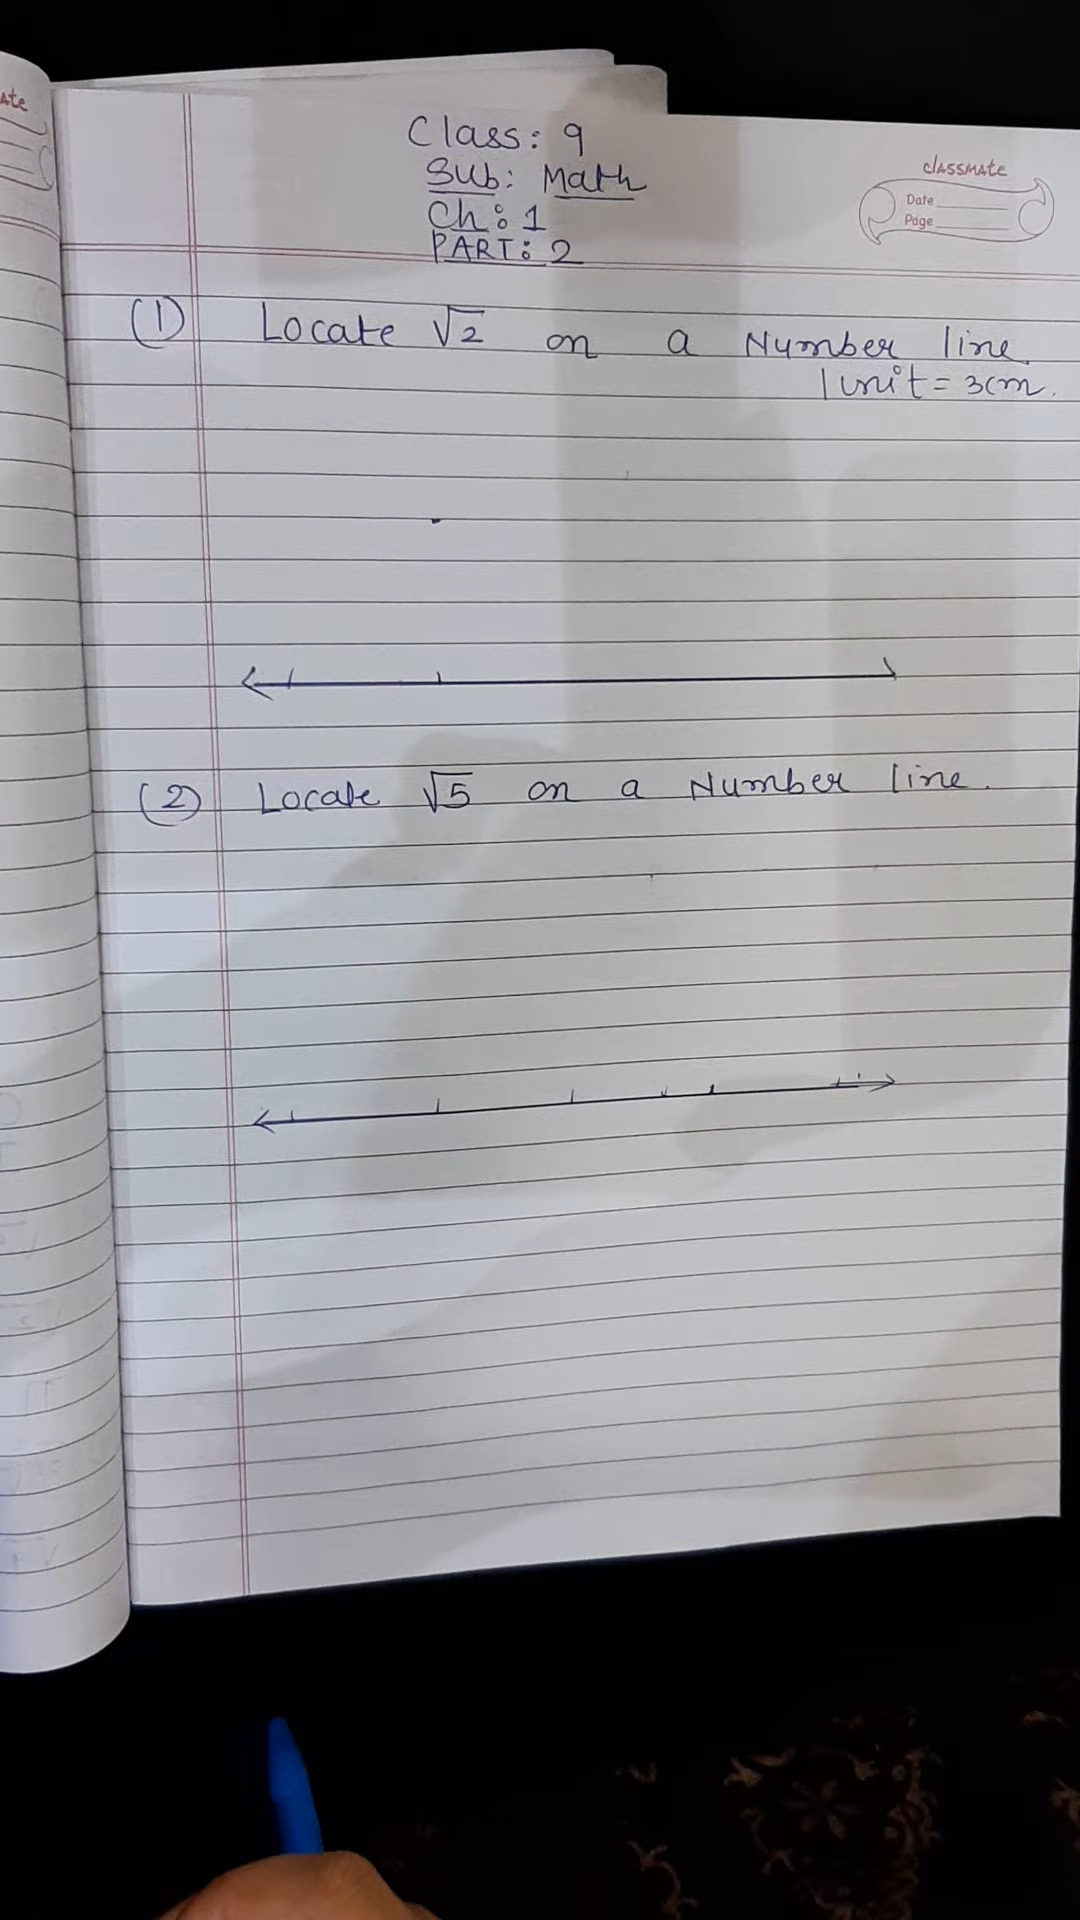 ate
Class: 9
Sub: Math
Ch: 1
PART: 2
classmate
Date
Page
(1) Locate √2 on a Number line.
1 unit = 3cm.
(2) Locate √5 on a Number line.